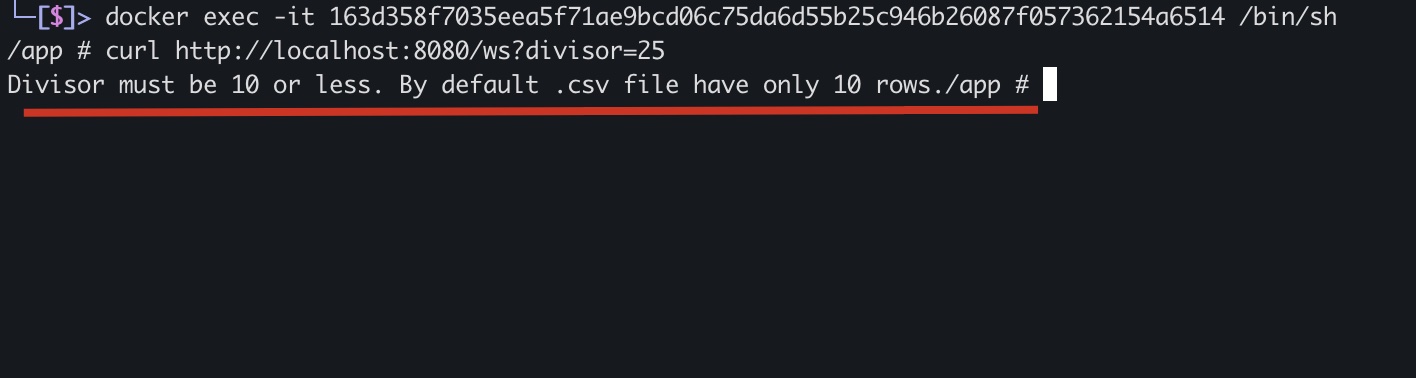 └─[$]> docker exec -it 163d358f7035eea5f71ae9bcd06c75da6d55b25c946b26087f057362154a6514 /bin/sh
/app # curl http://localhost:8080/ws?divisor=25
Divisor must be 10 or less. By default .csv file have only 10 rows./app #